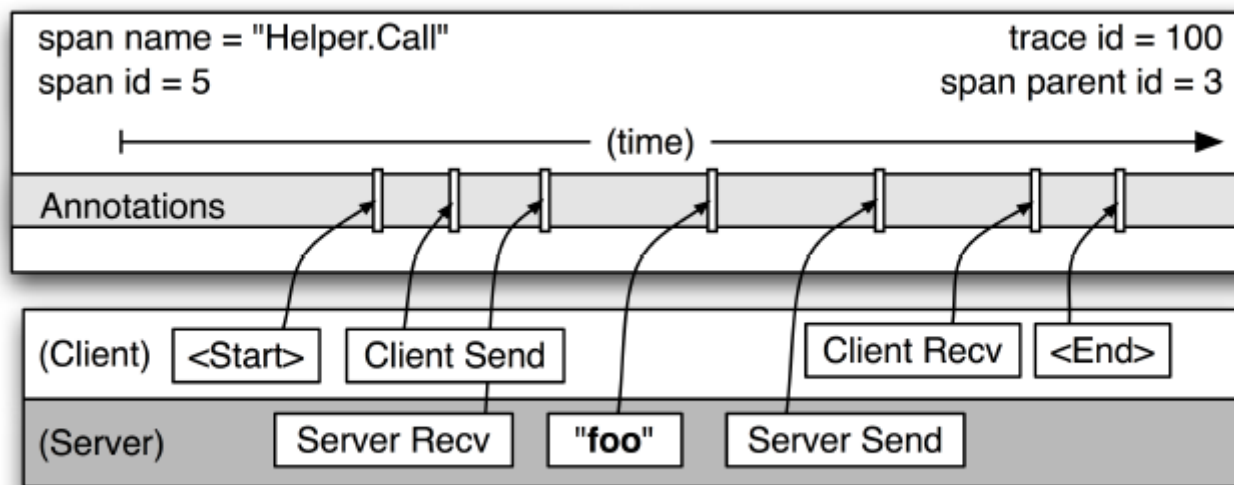 span name = "Helper.Call"
trace id = 100
span id = 5
span parent id = 3
(time)
Annotations
(Client) <Start> Client Send Client Recv <End>
(Server) Server Recv "foo" Server Send